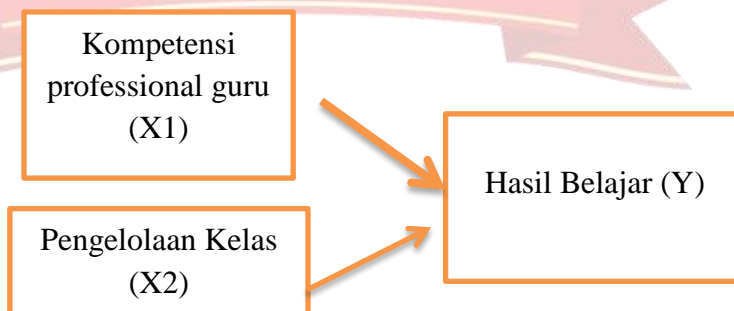 Kompetensi
professional guru
(X1)
Hasil Belajar (Y)
Pengelolaan Kelas
(X2)